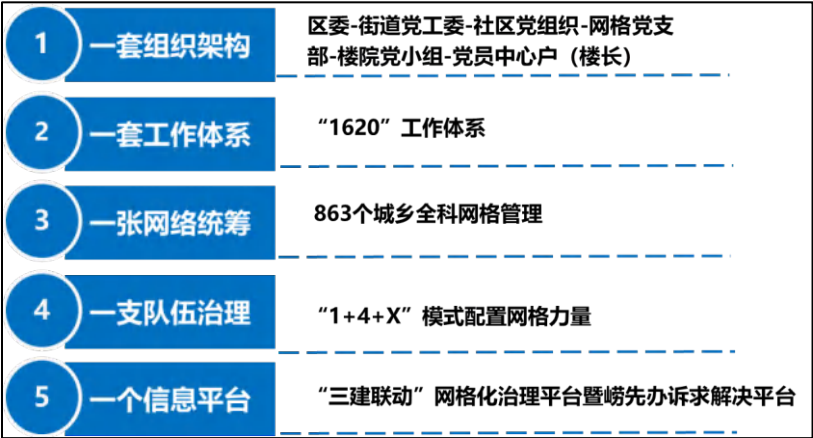 1
一套组织架构
区委-街道党工委-社区党组织-网格党支
部-楼院党小组-党员中心户（楼长）
2
一套工作体系
“1620”工作体系
3
一张网络统筹
863个城乡全科网格管理
4
一支队伍治理
“1+4+X”模式配置网格力量
5
一个信息平台
“三建联动”网格化治理平台暨崂先办诉求解决平台